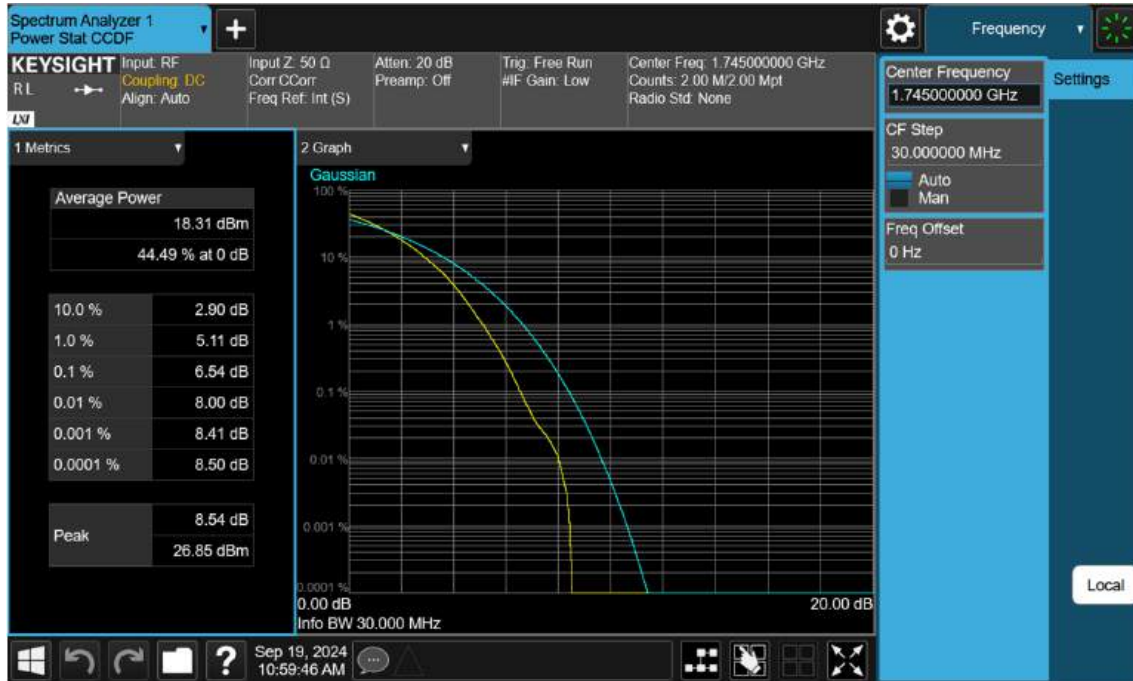 Spectrum Analyzer 1
Power Stat CCDF
Frequency
KEYSIGHT
RL
LXI
Input: RF
Coupling: DC
Align: Auto
Input Z: 50 Ω
Corr CCorr
Freq Ref: Int (S)
Atten: 20 dB
Preamp: Off
Trig: Free Run
#IF Gain: Low
Center Freq: 1.745000000 GHz
Counts: 2.00 M/2.00 Mpt
Radio Std: None
Center Frequency
1.745000000 GHz
Settings
CF Step
30.000000 MHz
Auto
Man
Freq Offset
0 Hz
Local
1 Metrics
Average Power
18.31 dBm
44.49 % at 0 dB
10.0 % 2.90 dB
1.0 % 5.11 dB
0.1 % 6.54 dB
0.01 % 8.00 dB
0.001 % 8.41 dB
0.0001 % 8.50 dB
Peak
8.54 dB
26.85 dBm
2 Graph
Gaussian
100 %
10 %
1 %
0.1 %
0.01 %
0.001 %
0.0001 %
0.00 dB 20.00 dB
Info BW 30.000 MHz
Sep 19, 2024
10:59:46 AM